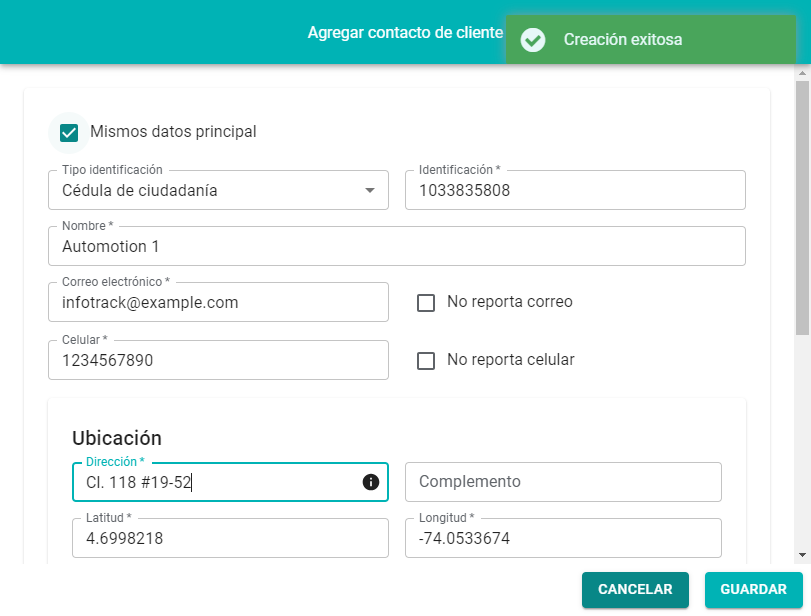 Agregar contacto de cliente
Creación exitosa
Mismos datos principal
Tipo identificación
Cédula de ciudadanía
Identificación *
1033835808
Nombre *
Automotion 1
Correo electrónico *
infotrack@example.com
No reporta correo
Celular *
1234567890
No reporta celular
Ubicación
Dirección *
Cl. 118 #19-52
Complemento
Latitud *
4.6998218
Longitud *
-74.0533674
CANCELAR
GUARDAR